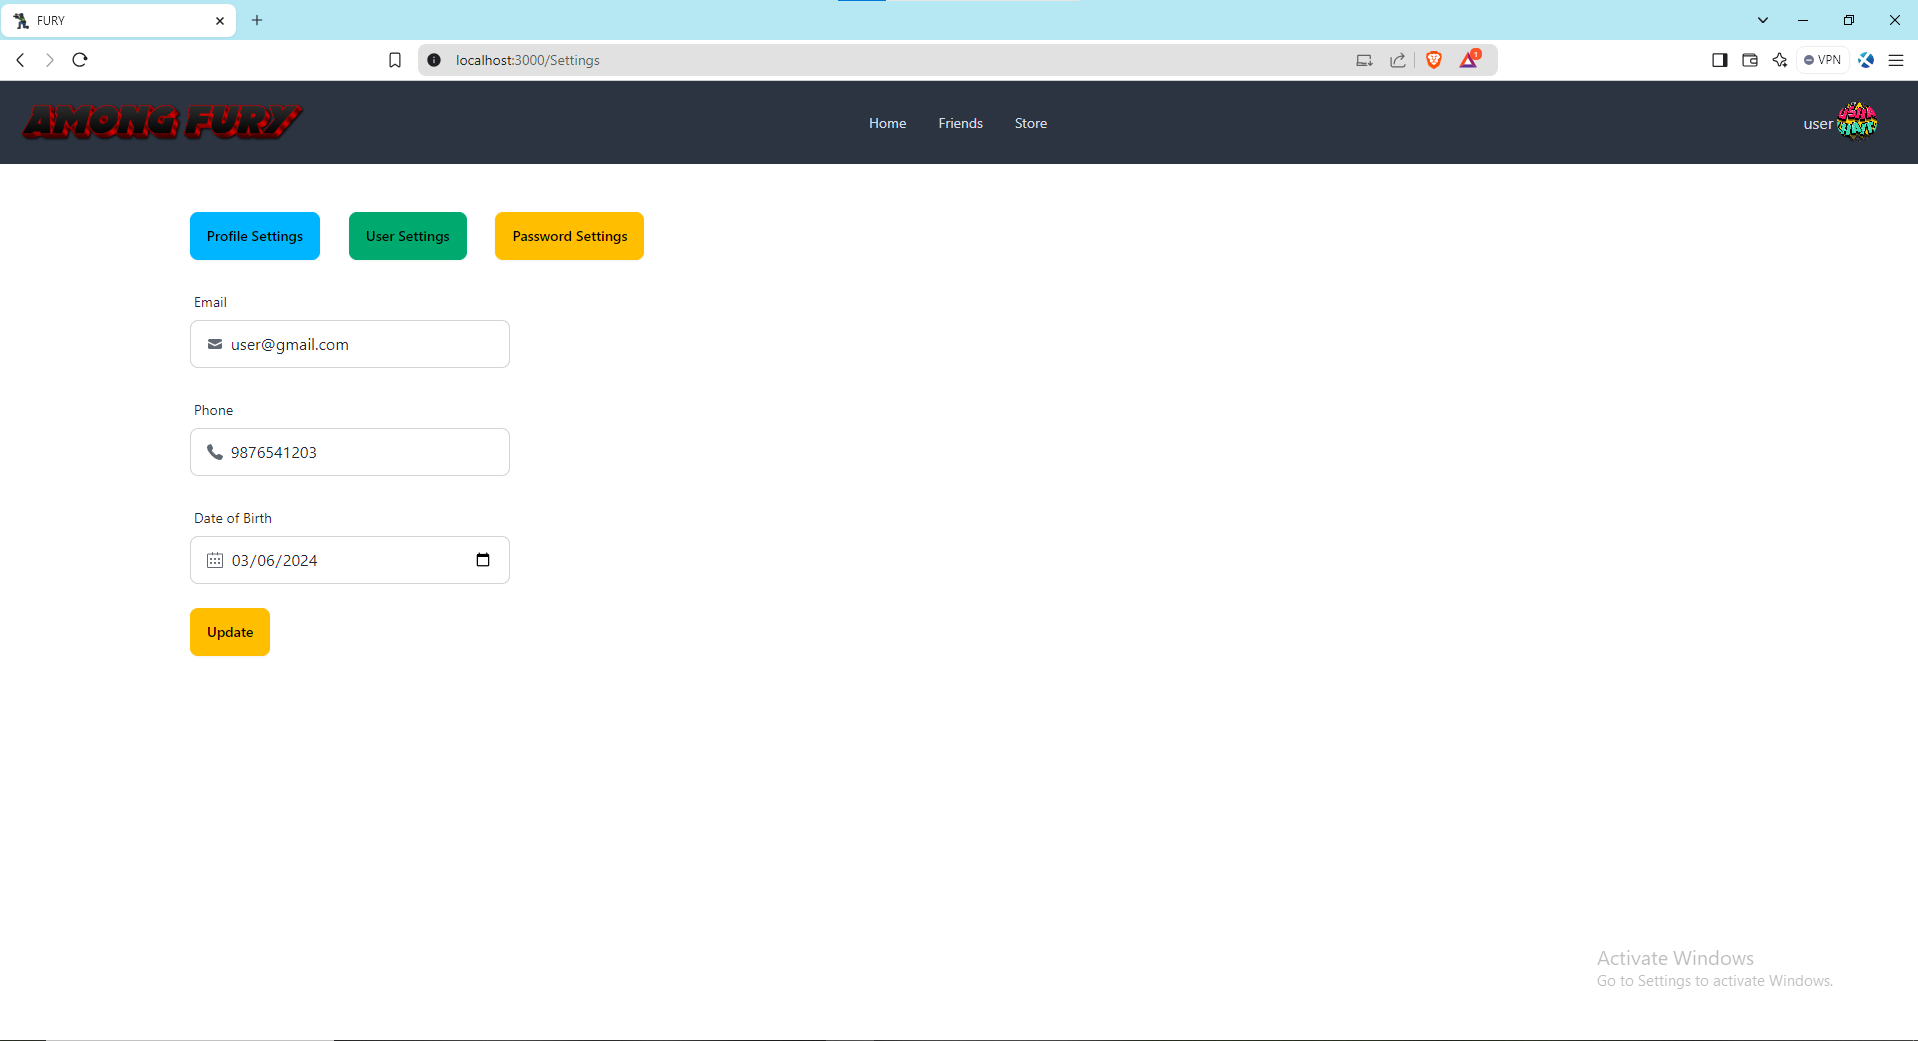 FURY
localhost:3000/Settings
1
VPN
AMONG FURY
Home Friends Store
user
Profile Settings User Settings Password Settings
Email
user@gmail.com
Phone
9876541203
Date of Birth
03/06/2024
Update
Activate Windows
Go to Settings to activate Windows.